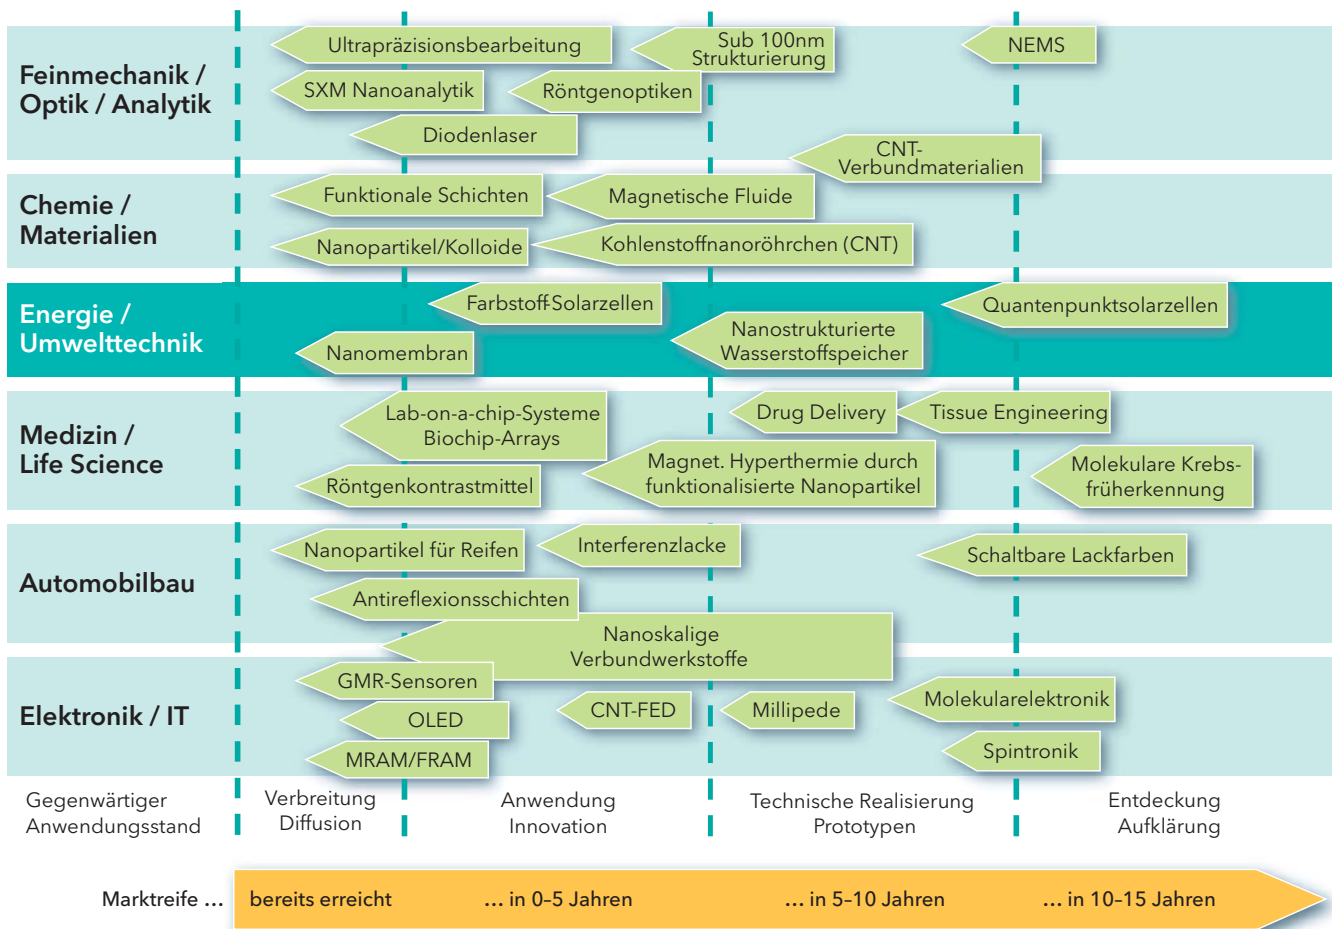 Feinmechanik /
Optik / Analytik
Ultrapräzisionsbearbeitung
Sub 100nm
Strukturierung
NEMS
SXM Nanoanalytik
Röntgenoptiken
Diodenlaser
CNT-
Verbundmaterialien
Chemie /
Materialien
Funktionale Schichten
Magnetische Fluide
Nanopartikel/Kolloide
Kohlenstoffnanoröhrchen (CNT)
Energie /
Umwelttechnik
Farbstoff-Solarzellen
Quantenpunktsolarzellen
Nanomembran
Nanostrukturierte
Wasserstoffspeicher
Medizin /
Life Science
Lab-on-a-chip-Systeme
Biochip-Arrays
Drug Delivery
Tissue Engineering
Röntgenkontrastmittel
Magnet. Hyperthermie durch
funktionalisierte Nanopartikel
Molekulare Krebs-
früherkennung
Automobilbau
Nanopartikel für Reifen
Interferenzlacke
Schaltbare Lackfarben
Antireflexionsschichten
Nanoskalige
Verbundwerkstoffe
Elektronik / IT
GMR-Sensoren
OLED
CNT-FED
Millipede
Molekularelektronik
MRAM/FRAM
Spintronik
Gegenwärtiger
Anwendungsstand
Verbreitung
Diffusion
Anwendung
Innovation
Technische Realisierung
Prototypen
Entdeckung
Aufklärung
Marktreife ... bereits erreicht ... in 0–5 Jahren ... in 5–10 Jahren ... in 10–15 Jahren